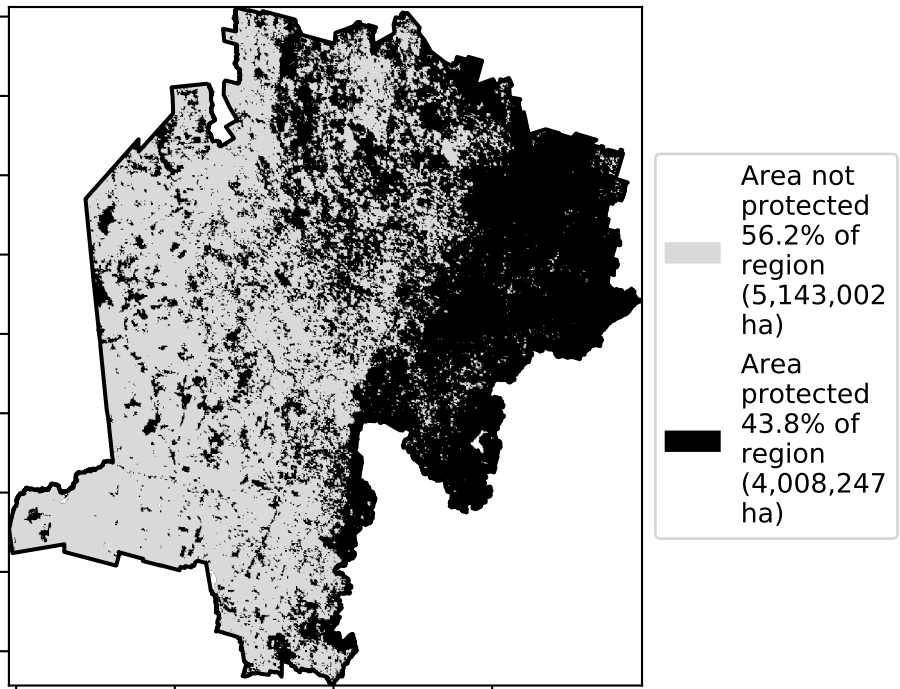 Area not
protected
56.2% of
region
(5,143,002
ha)
Area
protected
43.8% of
region
(4,008,247
ha)